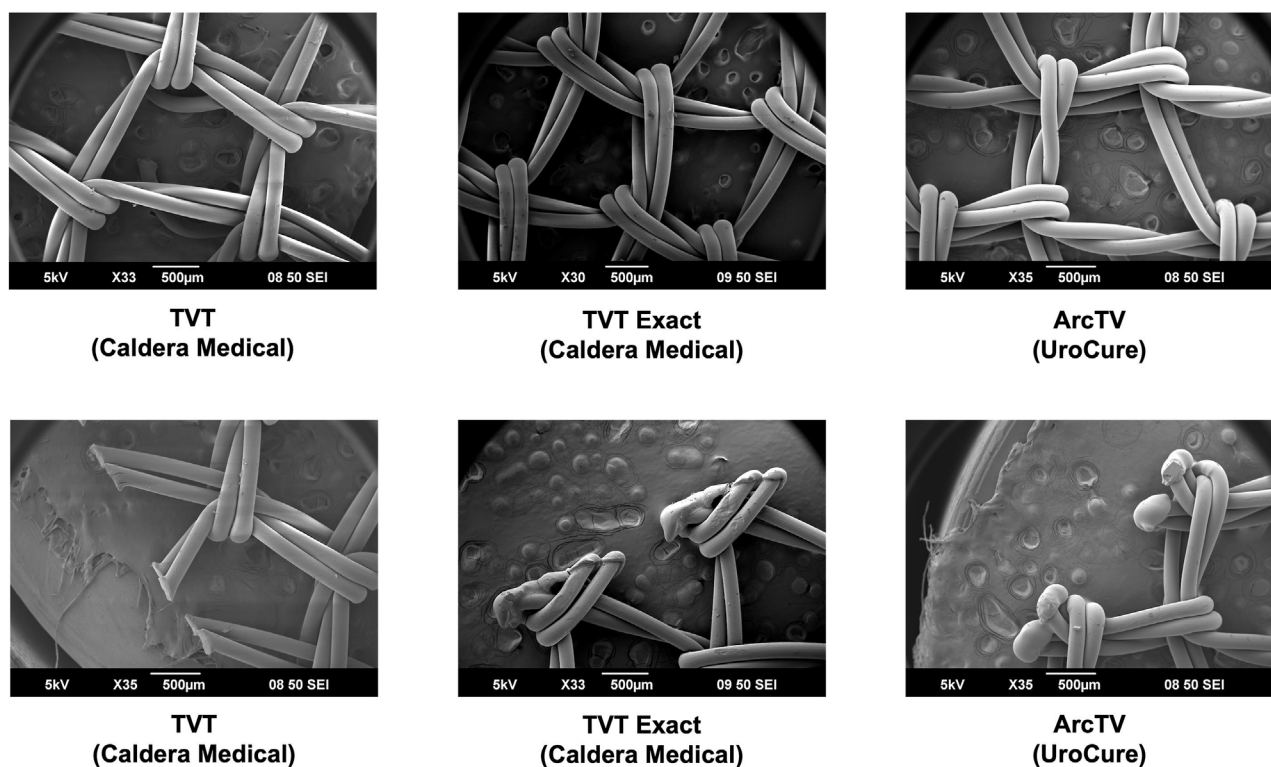 5kV X33 500µm 08 50 SEI
5kV X30 500µm 09 50 SEI
5kV X35 500µm 08 50 SEI
TVT
(Caldera Medical)
TVT Exact
(Caldera Medical)
ArcTV
(UroCure)
5kV X35 500µm 08 50 SEI
5kV X33 500µm 09 50 SEI
5kV X35 500µm 08 50 SEI
TVT
(Caldera Medical)
TVT Exact
(Caldera Medical)
ArcTV
(UroCure)